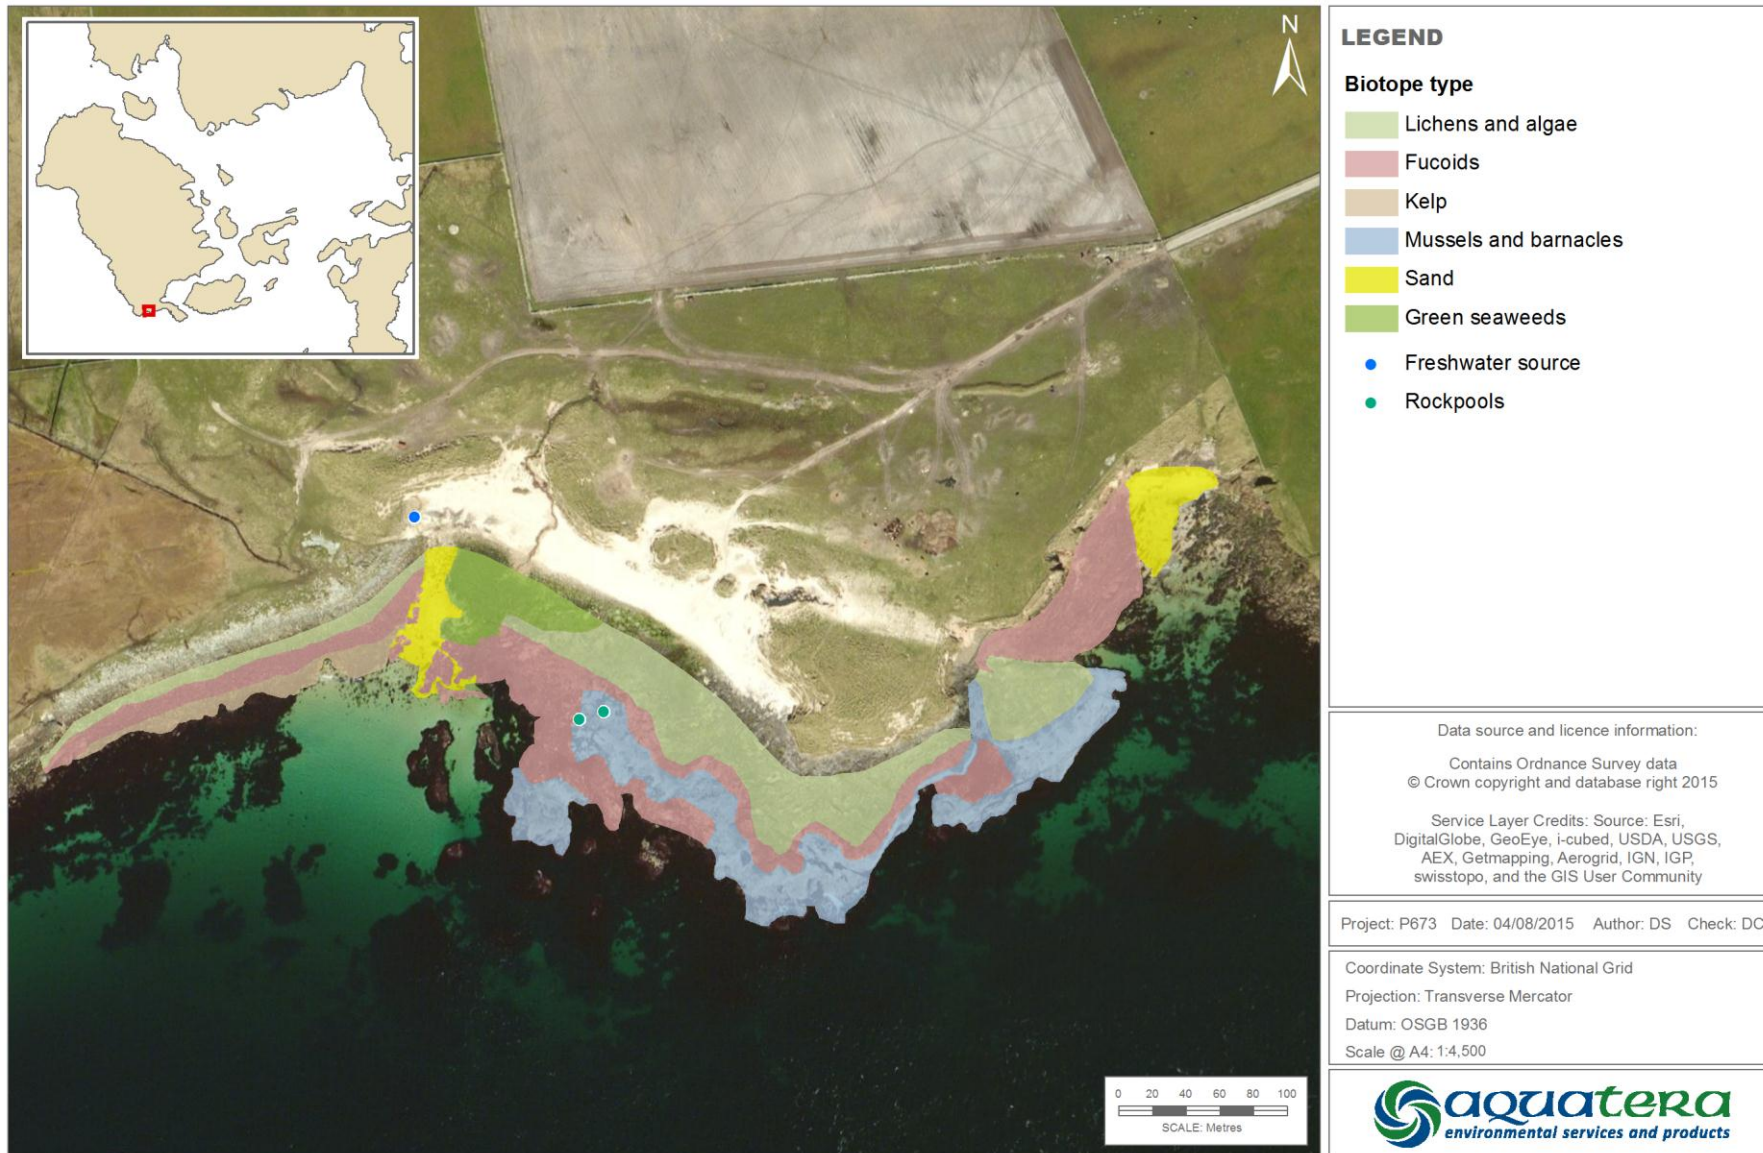 N
LEGEND
Biotope type
Lichens and algae
Fucoids
Kelp
Mussels and barnacles
Sand
Green seaweeds
Freshwater source
Rockpools
Data source and licence information:
Contains Ordnance Survey data
© Crown copyright and database right 2015
Service Layer Credits: Source: Esri,
DigitalGlobe, GeoEye, i-cubed, USDA, USGS,
AEX, Getmapping, Aerogrid, IGN, IGP,
swisstopo, and the GIS User Community
Project: P673 Date: 04/08/2015 Author: DS Check: DC
Coordinate System: British National Grid
Projection: Transverse Mercator
Datum: OSGB 1936
Scale @ A4: 1:4,500
0 20 40 60 80 100
SCALE: Metres
aquatera
environmental services and products